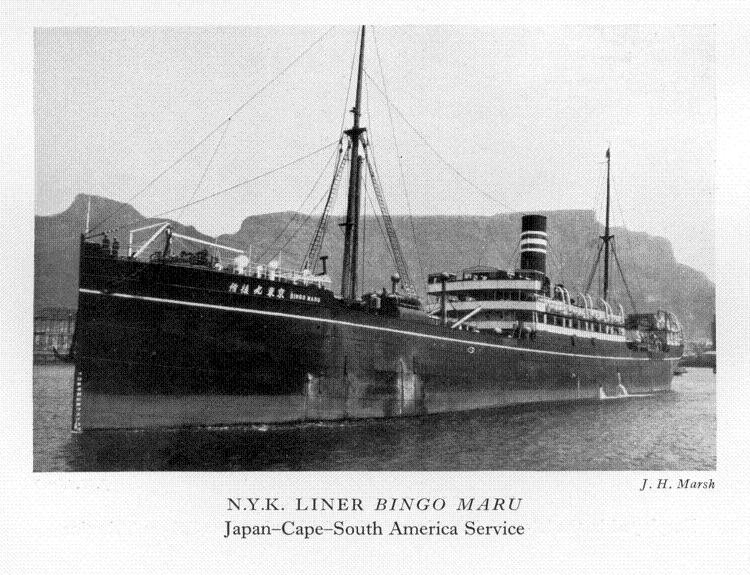 BINGO MARU
J. H. Marsh
N.Y.K. LINER BINGO MARU
Japan–Cape–South America Service